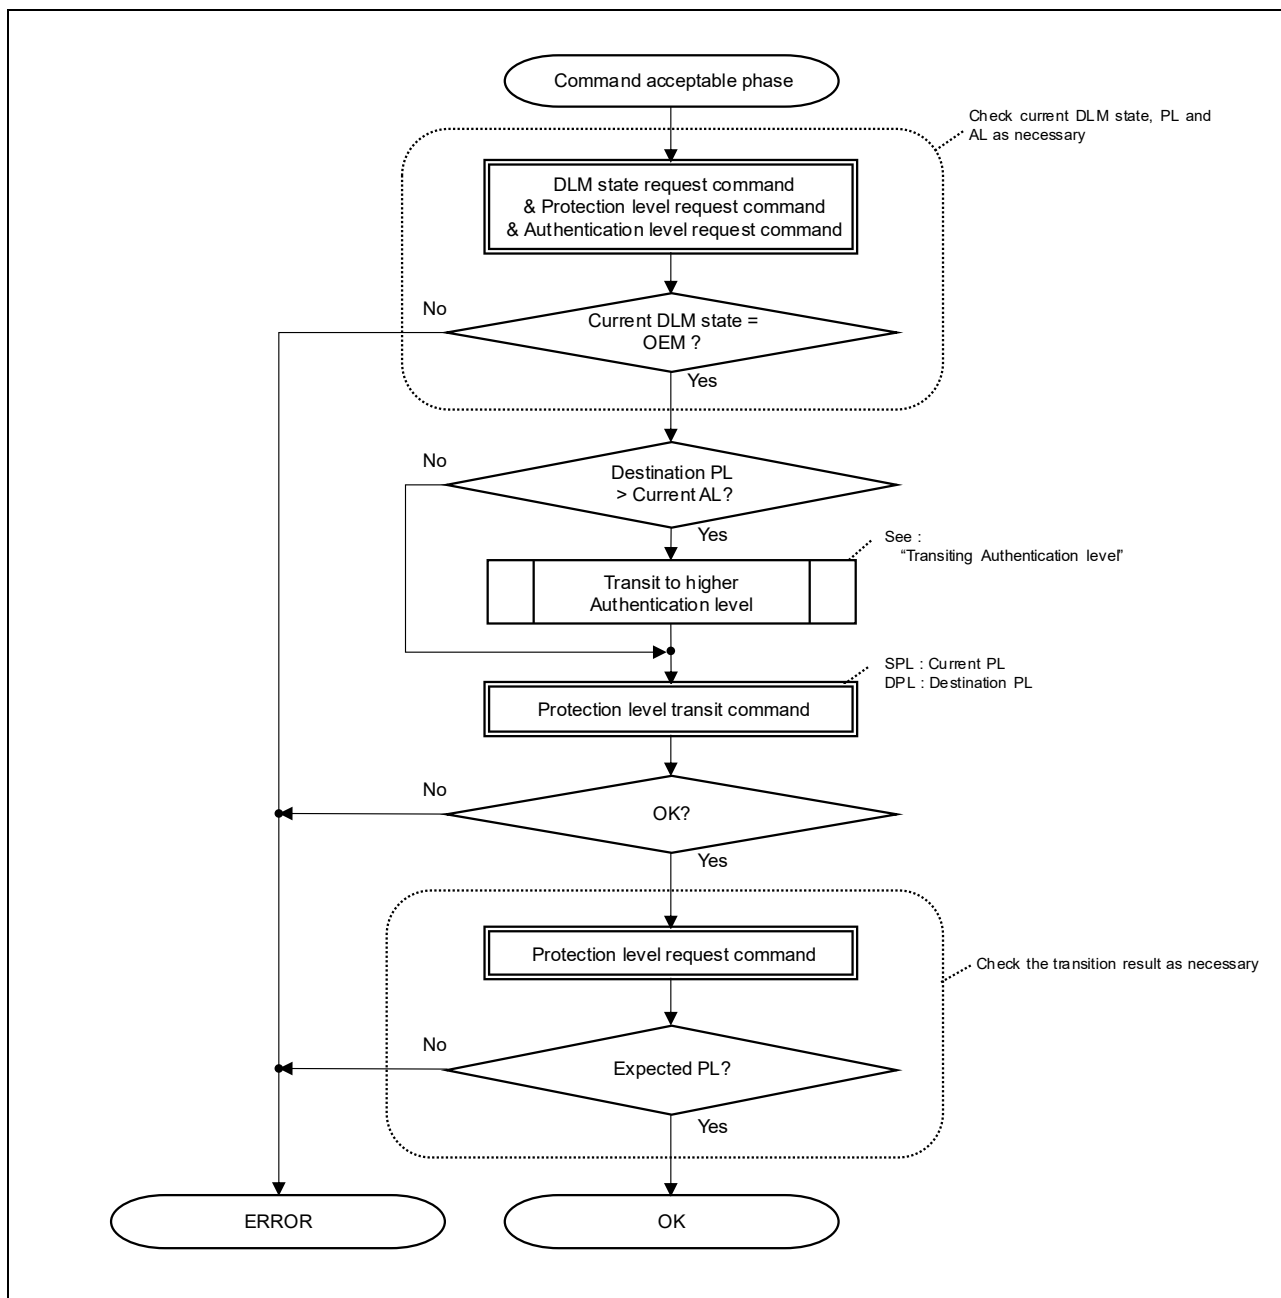 Command acceptable phase
Check current DLM state, PL and
AL as necessary
DLM state request command
& Protection level request command
& Authentication level request command
No
Current DLM state =
OEM ?
Yes
No
Destination PL
> Current AL?
Yes
See :
“Transiting Authentication level”
Transit to higher
Authentication level
SPL : Current PL
DPL : Destination PL
Protection level transit command
No
OK?
Yes
Protection level request command
Check the transition result as necessary
No
Expected PL?
Yes
ERROR
OK